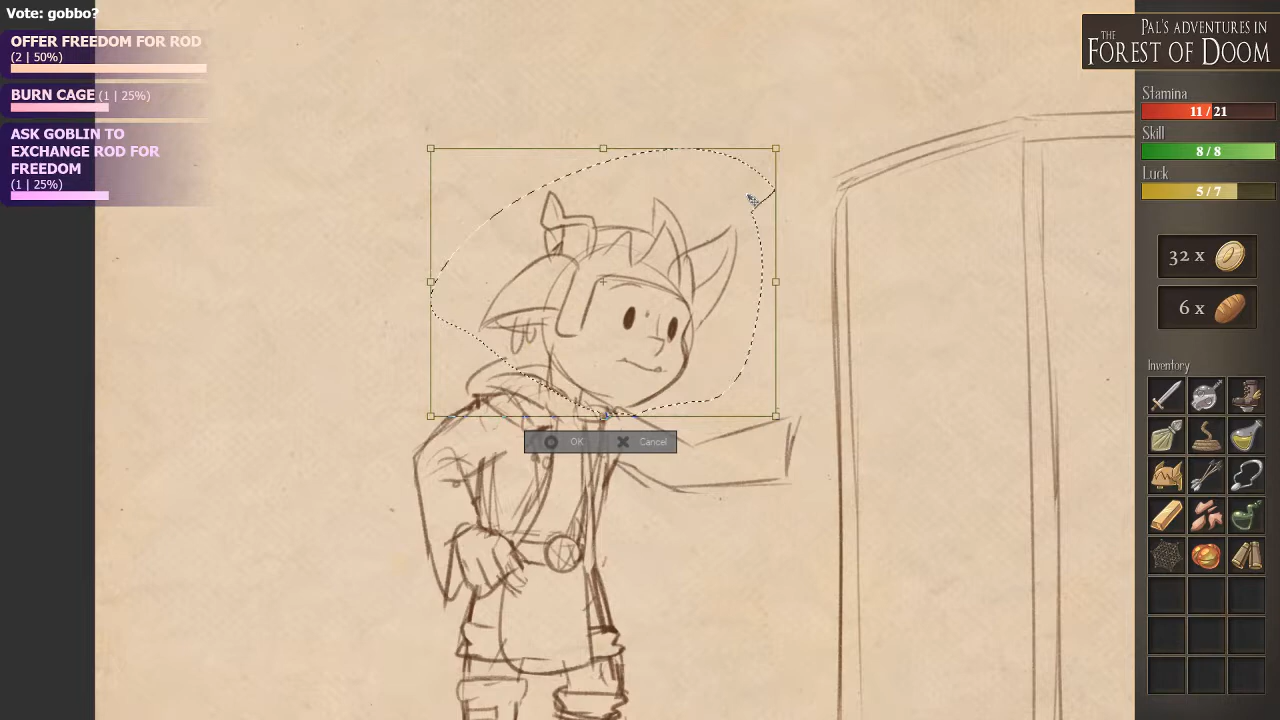 Vote: gobbo?
OFFER FREEDOM FOR ROD
(2 | 50%)
BURN CAGE (1 | 25%)
ASK GOBLIN TO
EXCHANGE ROD FOR
FREEDOM
(1 | 25%)
PAL'S ADVENTURES IN
THE FOREST OF DOOM
Stamina
11 / 21
Skill
8 / 8
Luck
5 / 7
32 x
6 x
Inventory
OK Cancel